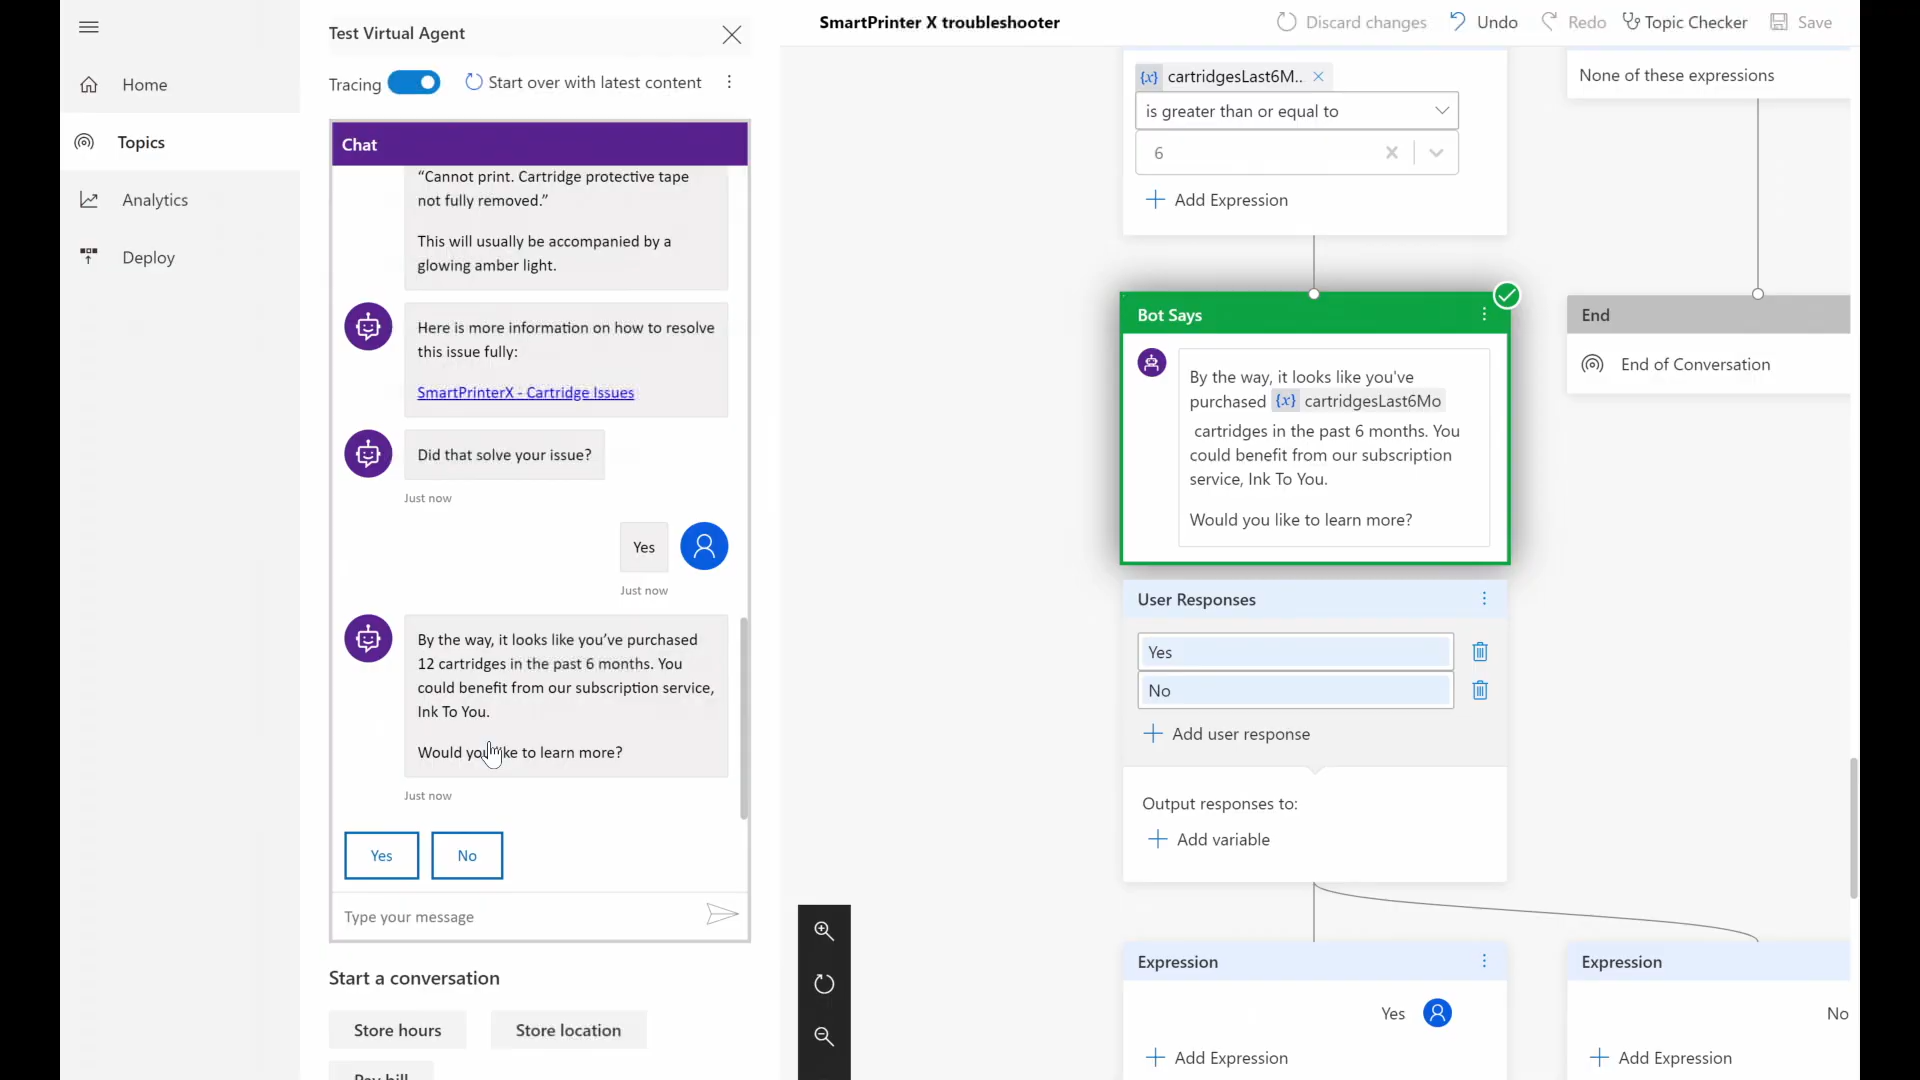 Home
Topics
Analytics
Deploy
Test Virtual Agent
Tracing
Start over with latest content
Chat
“Cannot print. Cartridge protective tape
not fully removed.”
This will usually be accompanied by a
glowing amber light.
Here is more information on how to resolve
this issue fully:
SmartPrinterX - Cartridge Issues
Did that solve your issue?
Just now
Yes
Just now
By the way, it looks like you’ve purchased
12 cartridges in the past 6 months. You
could benefit from our subscription service,
Ink To You.
Would you like to learn more?
Just now
Yes
No
Type your message
Start a conversation
Store hours
Store location
Pay bill
SmartPrinter X troubleshooter
Discard changes
Undo
Redo
Topic Checker
Save
{x} cartridgesLast6M..
is greater than or equal to
6
Add Expression
None of these expressions
Bot Says
By the way, it looks like you've
purchased {x} cartridgesLast6Mo
cartridges in the past 6 months. You
could benefit from our subscription
service, Ink To You.
Would you like to learn more?
End
End of Conversation
User Responses
Yes
No
Add user response
Output responses to:
Add variable
Expression
Yes
Add Expression
Expression
No
Add Expression